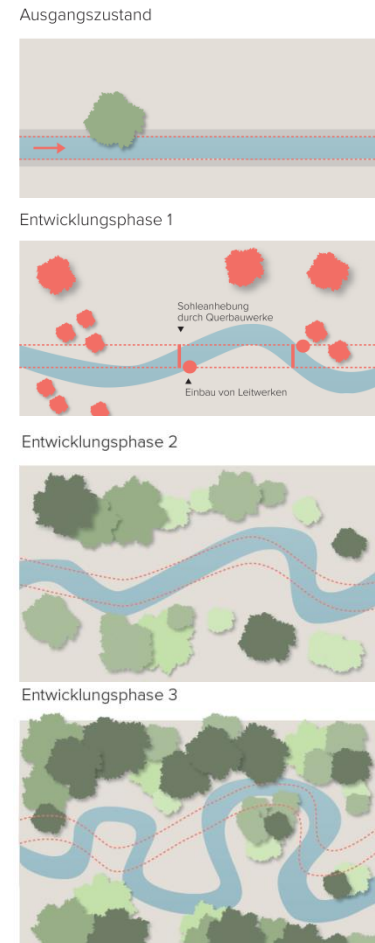 Ausgangszustand
Entwicklungsphase 1
Sohleanhebung
durch Querbauwerke
Einbau von Leitwerken
Entwicklungsphase 2
Entwicklungsphase 3